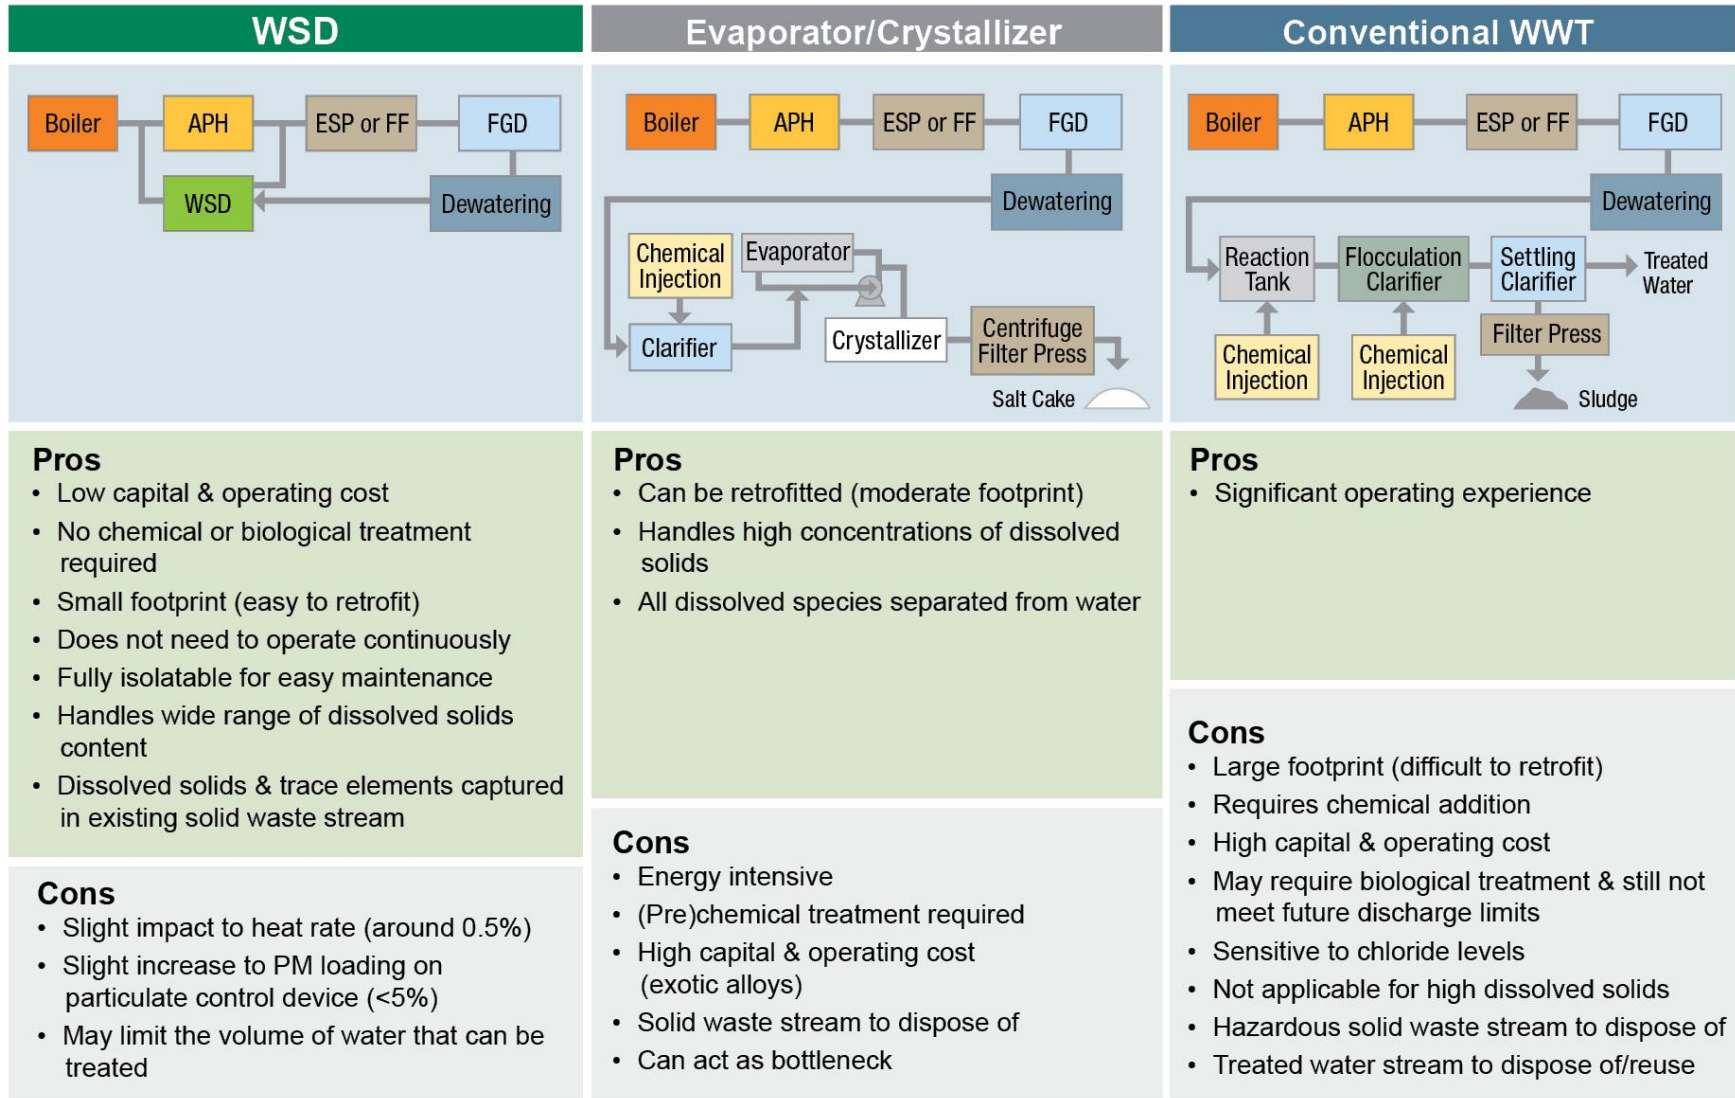 WSD
Boiler
APH
ESP or FF
FGD
WSD
Dewatering
Pros
• Low capital & operating cost
• No chemical or biological treatment
required
• Small footprint (easy to retrofit)
• Does not need to operate continuously
• Fully isolatable for easy maintenance
• Handles wide range of dissolved solids
content
• Dissolved solids & trace elements captured
in existing solid waste stream
Cons
• Slight impact to heat rate (around 0.5%)
• Slight increase to PM loading on
particulate control device (<5%)
• May limit the volume of water that can be
treated
Evaporator/Crystallizer
Boiler
APH
ESP or FF
FGD
Dewatering
Chemical
Injection
Evaporator
Clarifier
Crystallizer
Centrifuge
Filter Press
Salt Cake
Pros
• Can be retrofitted (moderate footprint)
• Handles high concentrations of dissolved
solids
• All dissolved species separated from water
Cons
• Energy intensive
• (Pre)chemical treatment required
• High capital & operating cost
(exotic alloys)
• Solid waste stream to dispose of
• Can act as bottleneck
Conventional WWT
Boiler
APH
ESP or FF
FGD
Dewatering
Reaction
Tank
Flocculation
Clarifier
Settling
Clarifier
Treated
Water
Chemical
Injection
Chemical
Injection
Filter Press
Sludge
Pros
• Significant operating experience
Cons
• Large footprint (difficult to retrofit)
• Requires chemical addition
• High capital & operating cost
• May require biological treatment & still not
meet future discharge limits
• Sensitive to chloride levels
• Not applicable for high dissolved solids
• Hazardous solid waste stream to dispose of
• Treated water stream to dispose of/reuse